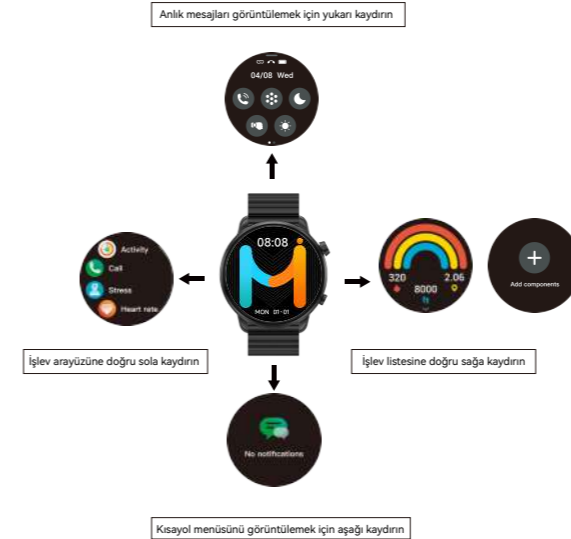 Anlık mesajları görüntülemek için yukarı kaydırın
04/08 Wed
08:08
MON 01-01
Activity
Call
Stress
Heart rate
320
2.06
8000
Add components
İşlev arayüzüne doğru sola kaydırın
İşlev listesine doğru sağa kaydırın
No notifications
Kısayol menüsünü görüntülemek için aşağı kaydırın